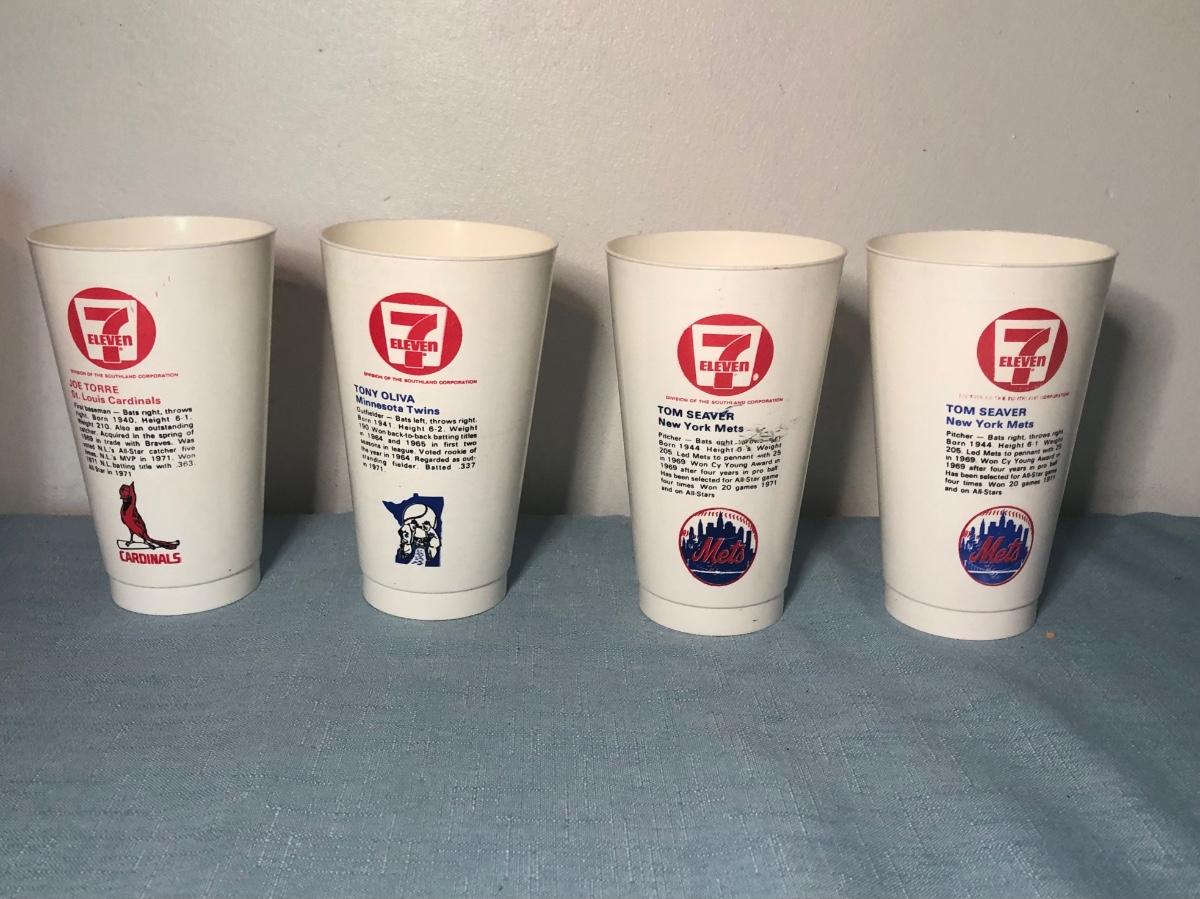 7
ELEVEN
DIVISION OF THE SOUTHLAND CORPORATION
JOE TORRE
St. Louis Cardinals
First baseman — Bats right, throws
right. Born 1940. Height 6-1.
Weight 210. Also an outstanding
catcher. Acquired in the spring of
1969 in trade with Braves. Was
N.L.'s All-Star catcher five
N.L.'s MVP in 1971. Won
1971 N.L. batting title with .363.
All-Star in 1971
CARDINALS
7
ELEVEN
DIVISION OF THE SOUTHLAND CORPORATION
TONY OLIVA
Minnesota Twins
Outfielder — Bats left, throws right.
Born 1941. Height 6-2. Weight
190. Won back-to-back batting titles
in 1964 and 1965 in first two
seasons in league. Voted rookie of
the year in 1964. Regarded as out-
standing fielder. Batted .337
in 1971.
7
ELEVEN
DIVISION OF THE SOUTHLAND CORPORATION
TOM SEAVER
New York Mets
Pitcher — Bats right, throws
Born 1944 Height Weight
205. Led Mets to pennant with 25
in 1969. Won Cy Young Award in
1969 after four years in pro ball
Has been selected for All-Star game
four times Won 20 games 1971
and on All-Stars
Mets
7
ELEVEN
DIVISION OF THE SOUTHLAND CORPORATION
TOM SEAVER
New York Mets
Pitcher — Bats right, throws right
Born 1944 Height 6-1 Weight
205. Led Mets to pennant with 25
in 1969. Won Cy Young Award in
1969 after four years in pro ball
Has been selected for All-Star game
four times Won 20 games 1971
and on All-Stars
Mets